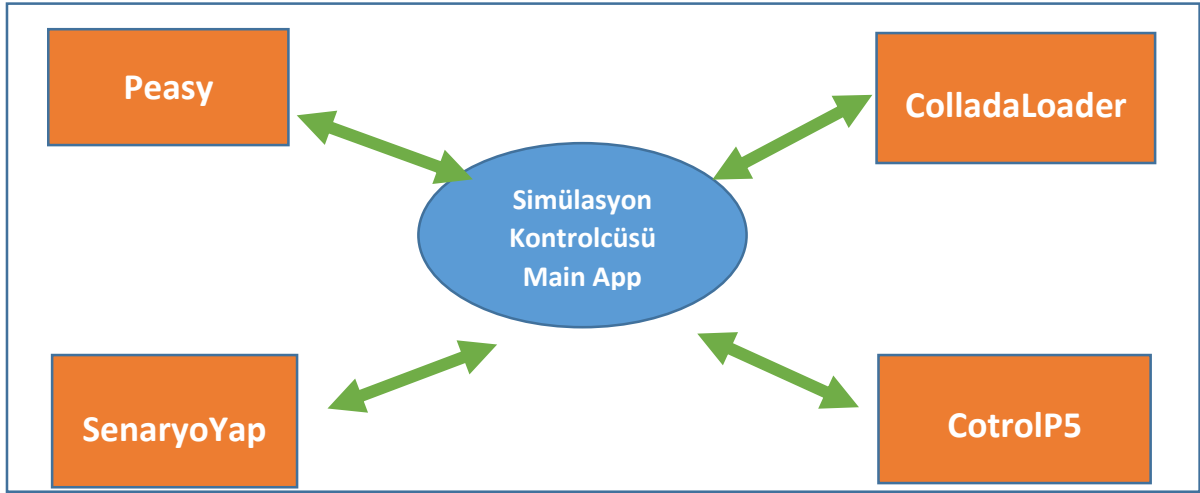 Peasy
ColladaLoader
Simülasyon
Kontrolcüsü
Main App
SenaryoYap
CotrolP5